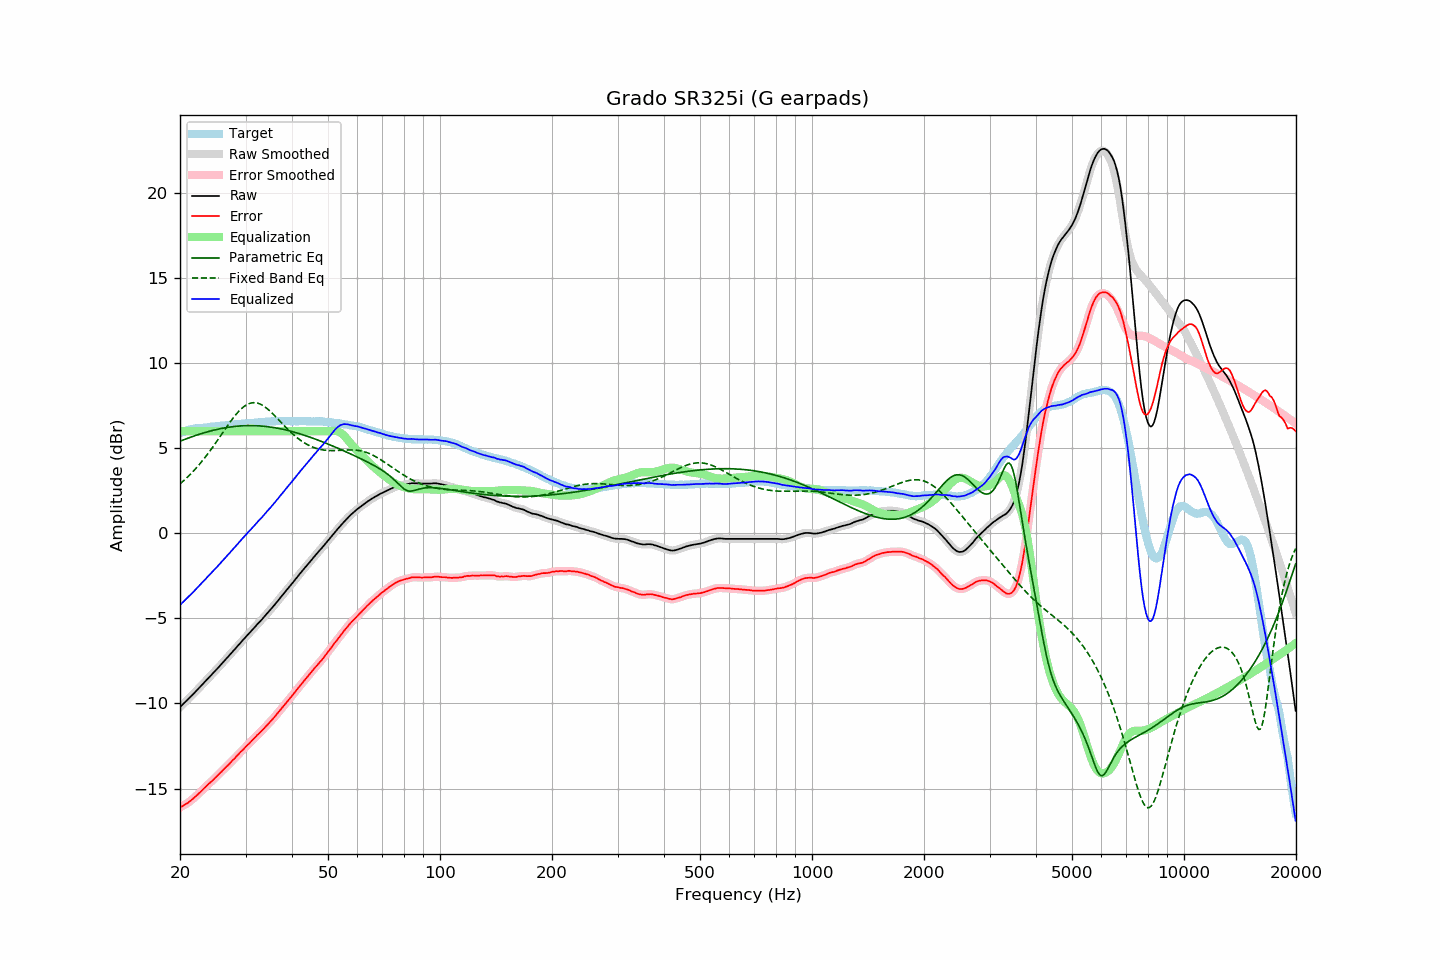 Grado SR325i (G earpads)
Target
Raw Smoothed
Error Smoothed
Raw
Error
Equalization
Parametric Eq
Fixed Band Eq
Equalized
Amplitude (dBr)
20
15
10
5
0
−5
−10
−15
20 50 100 200 500 1000 2000 5000 10000 20000
Frequency (Hz)